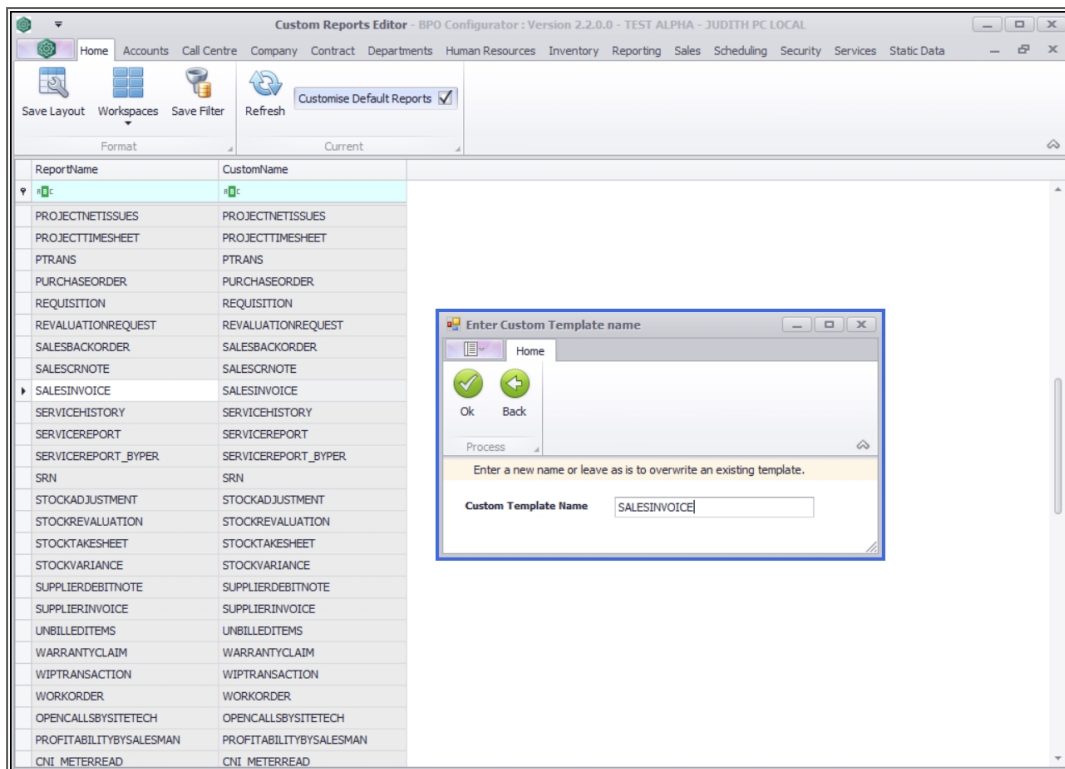 Custom Reports Editor - BPO Configurator : Version 2.2.0.0 - TEST ALPHA - JUDITH PC LOCAL
Home Accounts Call Centre Company Contract Departments Human Resources Inventory Reporting Sales Scheduling Security Services Static Data
Save Layout Workspaces Save Filter Refresh Customise Default Reports
Format Current
ReportName CustomName
PROJECTNETISSUES PROJECTNETISSUES
PROJECTTIMESHEET PROJECTTIMESHEET
PTRANS PTRANS
PURCHASEORDER PURCHASEORDER
REQUISITION REQUISITION
REVALUATIONREQUEST REVALUATIONREQUEST
SALESBACKORDER SALESBACKORDER
SALESCRNOTE SALESCRNOTE
SALESINVOICE SALESINVOICE
SERVICEHISTORY SERVICEHISTORY
SERVICEREPORT SERVICEREPORT
SERVICEREPORT_BYPER SERVICEREPORT_BYPER
SRN SRN
STOCKADJUSTMENT STOCKADJUSTMENT
STOCKREVALUATION STOCKREVALUATION
STOCKTAKESHEET STOCKTAKESHEET
STOCKVARIANCE STOCKVARIANCE
SUPPLIERDEBITNOTE SUPPLIERDEBITNOTE
SUPPLIERINVOICE SUPPLIERINVOICE
UNBILLEDITEMS UNBILLEDITEMS
WARRANTYCLAIM WARRANTYCLAIM
WIPTRANSACTION WIPTRANSACTION
WORKORDER WORKORDER
OPENCALLSBYSITETECH OPENCALLSBYSITETECH
PROFITABILITYBYSALESMAN PROFITABILITYBYSALESMAN
CNI_METERREAD CNI_METERREAD
Enter Custom Template name
Home
Ok Back
Process
Enter a new name or leave as is to overwrite an existing template.
Custom Template Name SALESINVOICE